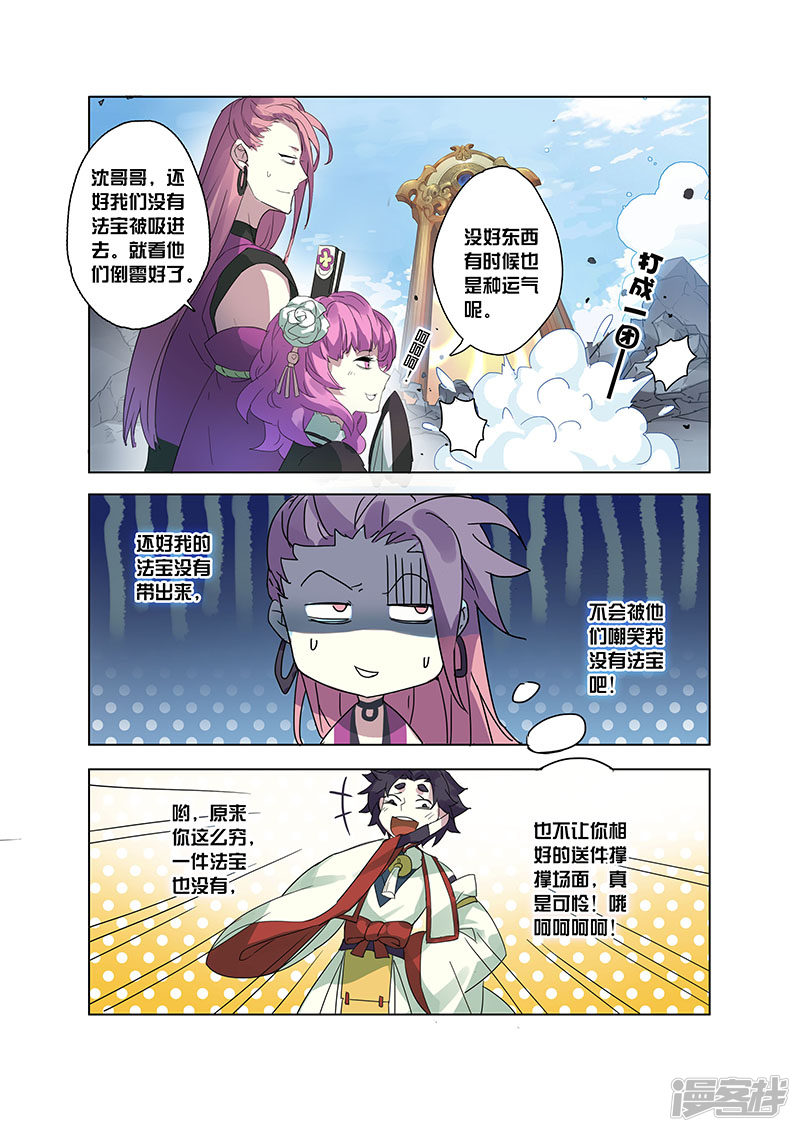 沈哥哥，还
好我们没有
法宝被吸进
去。就看他
们倒霉好了。
没好东西
有时候也
是种运气
呢。
呵呵呵！
打成一团——
还好我的
法宝没有
带出来，
不会被他
们嘲笑我
没有法宝
吧！
哟，原来
你这么穷，
一件法宝
也没有，
也不让你相
好的送件撑
撑场面，真
是可怜！哦
呵呵呵呵！
漫客栈